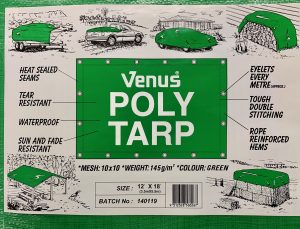 Venus®
POLY
TARP
HEAT SEALED
SEAMS
TEAR
RESISTANT
WATERPROOF
SUN AND FADE
RESISTANT
EYELETS
EVERY
METRE (APPROX.)
TOUGH
DOUBLE
STITCHING
ROPE
REINFORCED
HEMS
*MESH: 10x10 *WEIGHT: 145g/m² *COLOUR: GREEN
SIZE: 12' X 18'
BATCH No: 140119